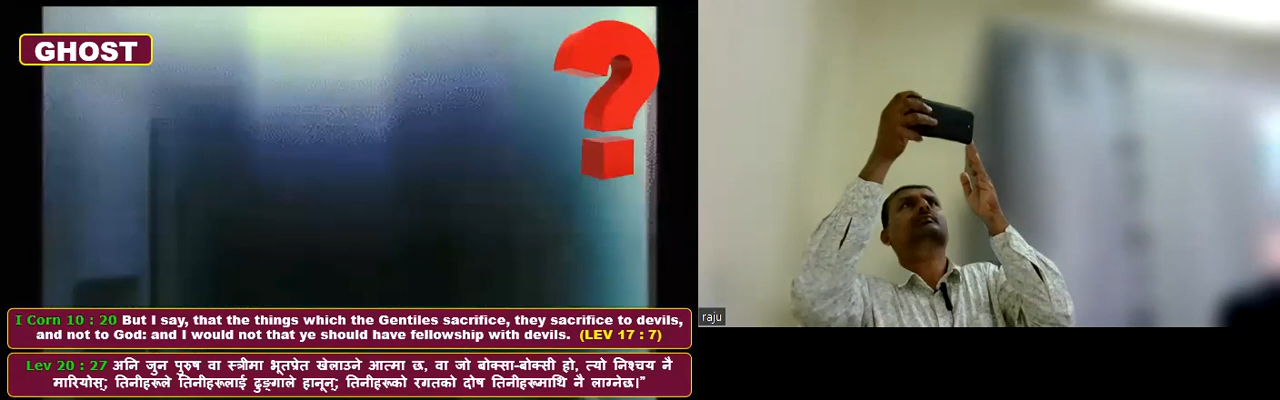 GHOST
?
I Corn 10 : 20 But I say, that the things which the Gentiles sacrifice, they sacrifice to devils,
and not to God: and I would not that ye should have fellowship with devils. (LEV 17 : 7)
Lev 20 : 27 अनि जुन पुरुष वा स्त्रीमा भूतप्रेत खेलाउने आत्मा छ, वा जो बोक्सा-बोक्सी हो, त्यो निश्चय नै
मारियोस्; तिनीहरूले तिनीहरूलाई ढुङ्गाले हानून्; तिनीहरूको रगतको दोष तिनीहरूमाथि नै लाग्नेछ।”
raju